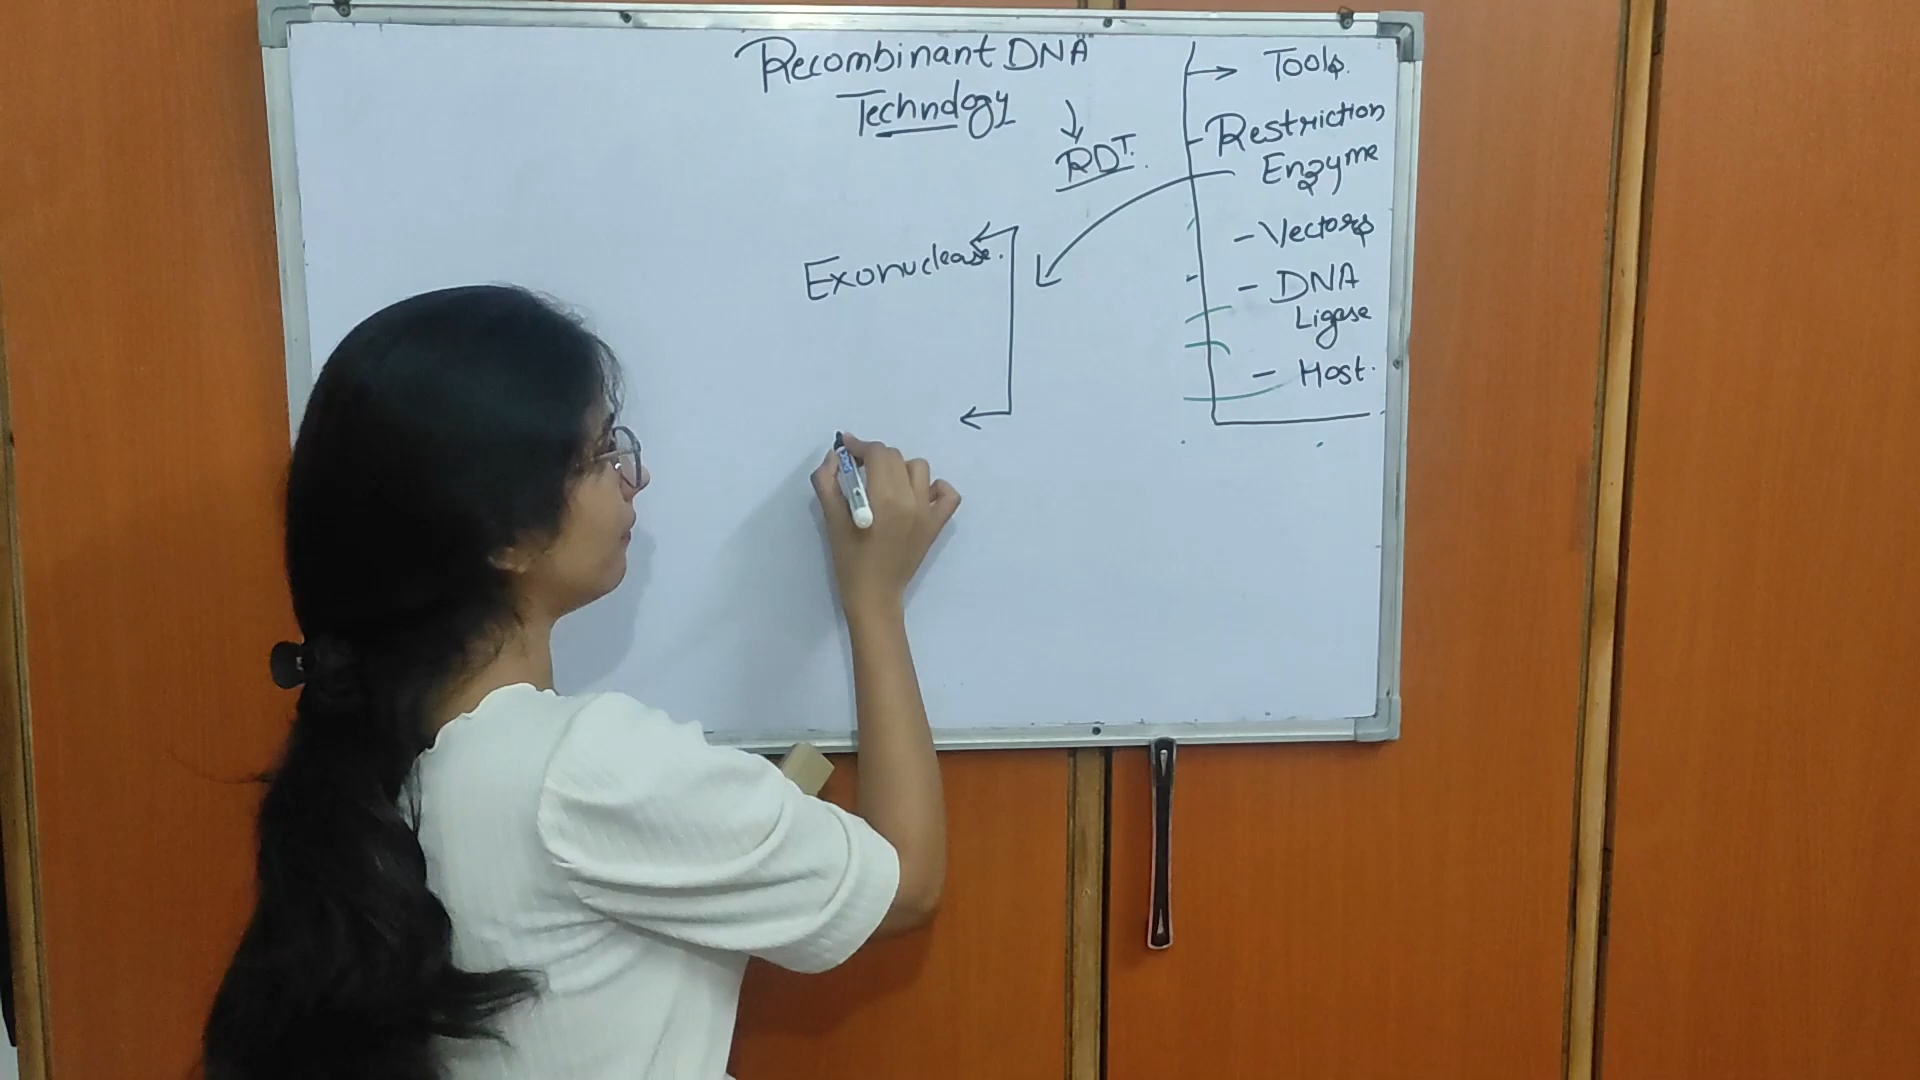 Recombinant DNA
Technology
RDT.
Exonuclease.
→ Tools.
- Restriction
Enzyme
- Vectors
- DNA
Ligase
- Host.